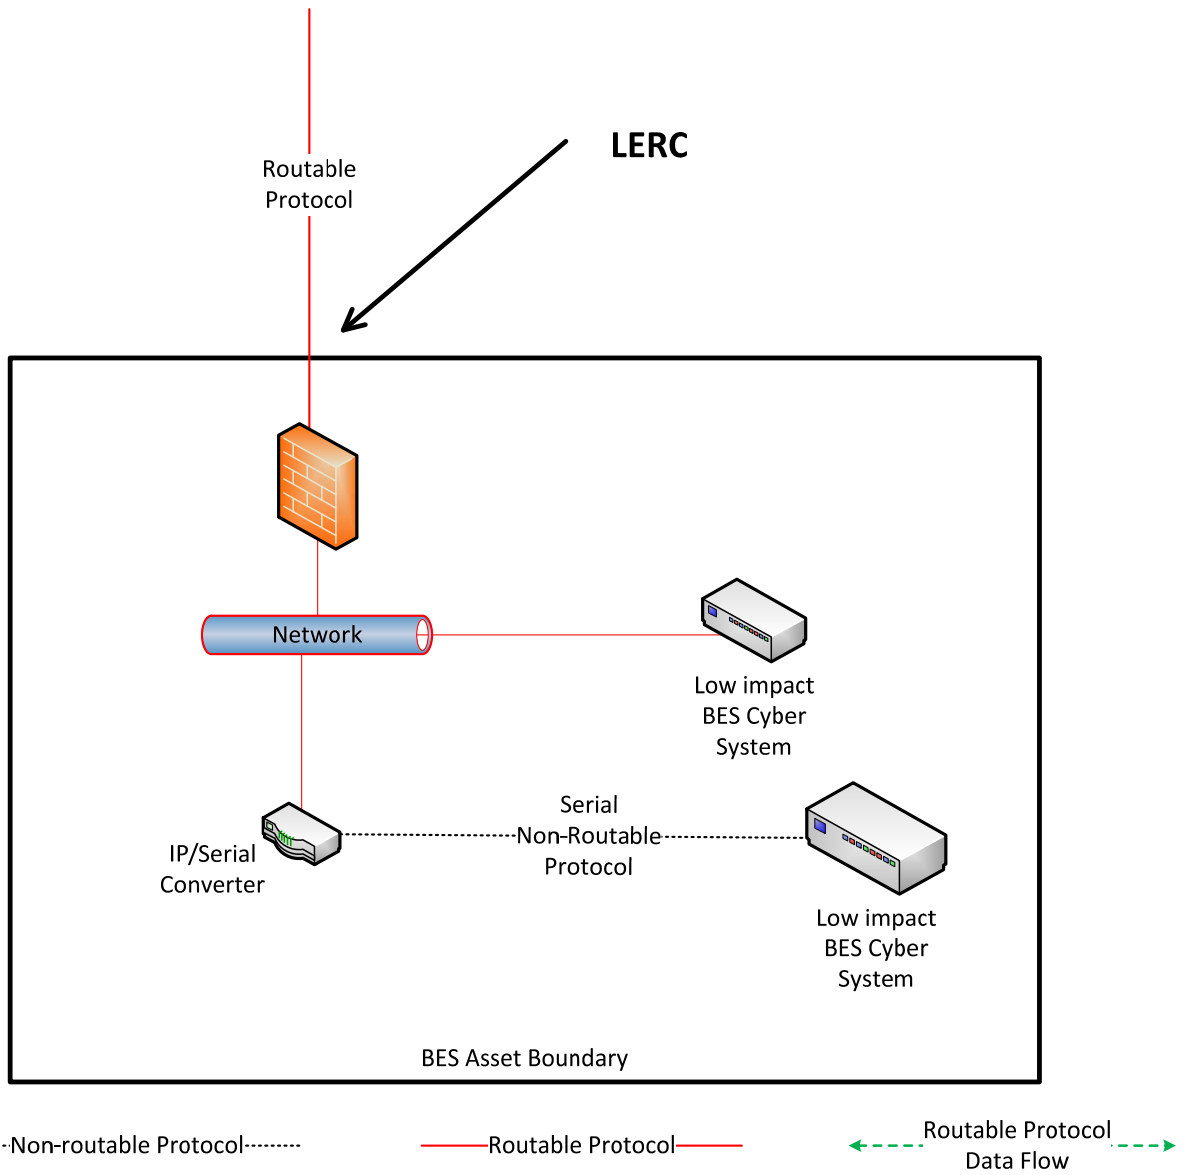 LERC
Routable
Protocol
Network
Low impact
BES Cyber
System
Serial
Non-Routable
Protocol
IP/Serial
Converter
Low impact
BES Cyber
System
BES Asset Boundary
Non-routable Protocol
Routable Protocol
Routable Protocol
Data Flow